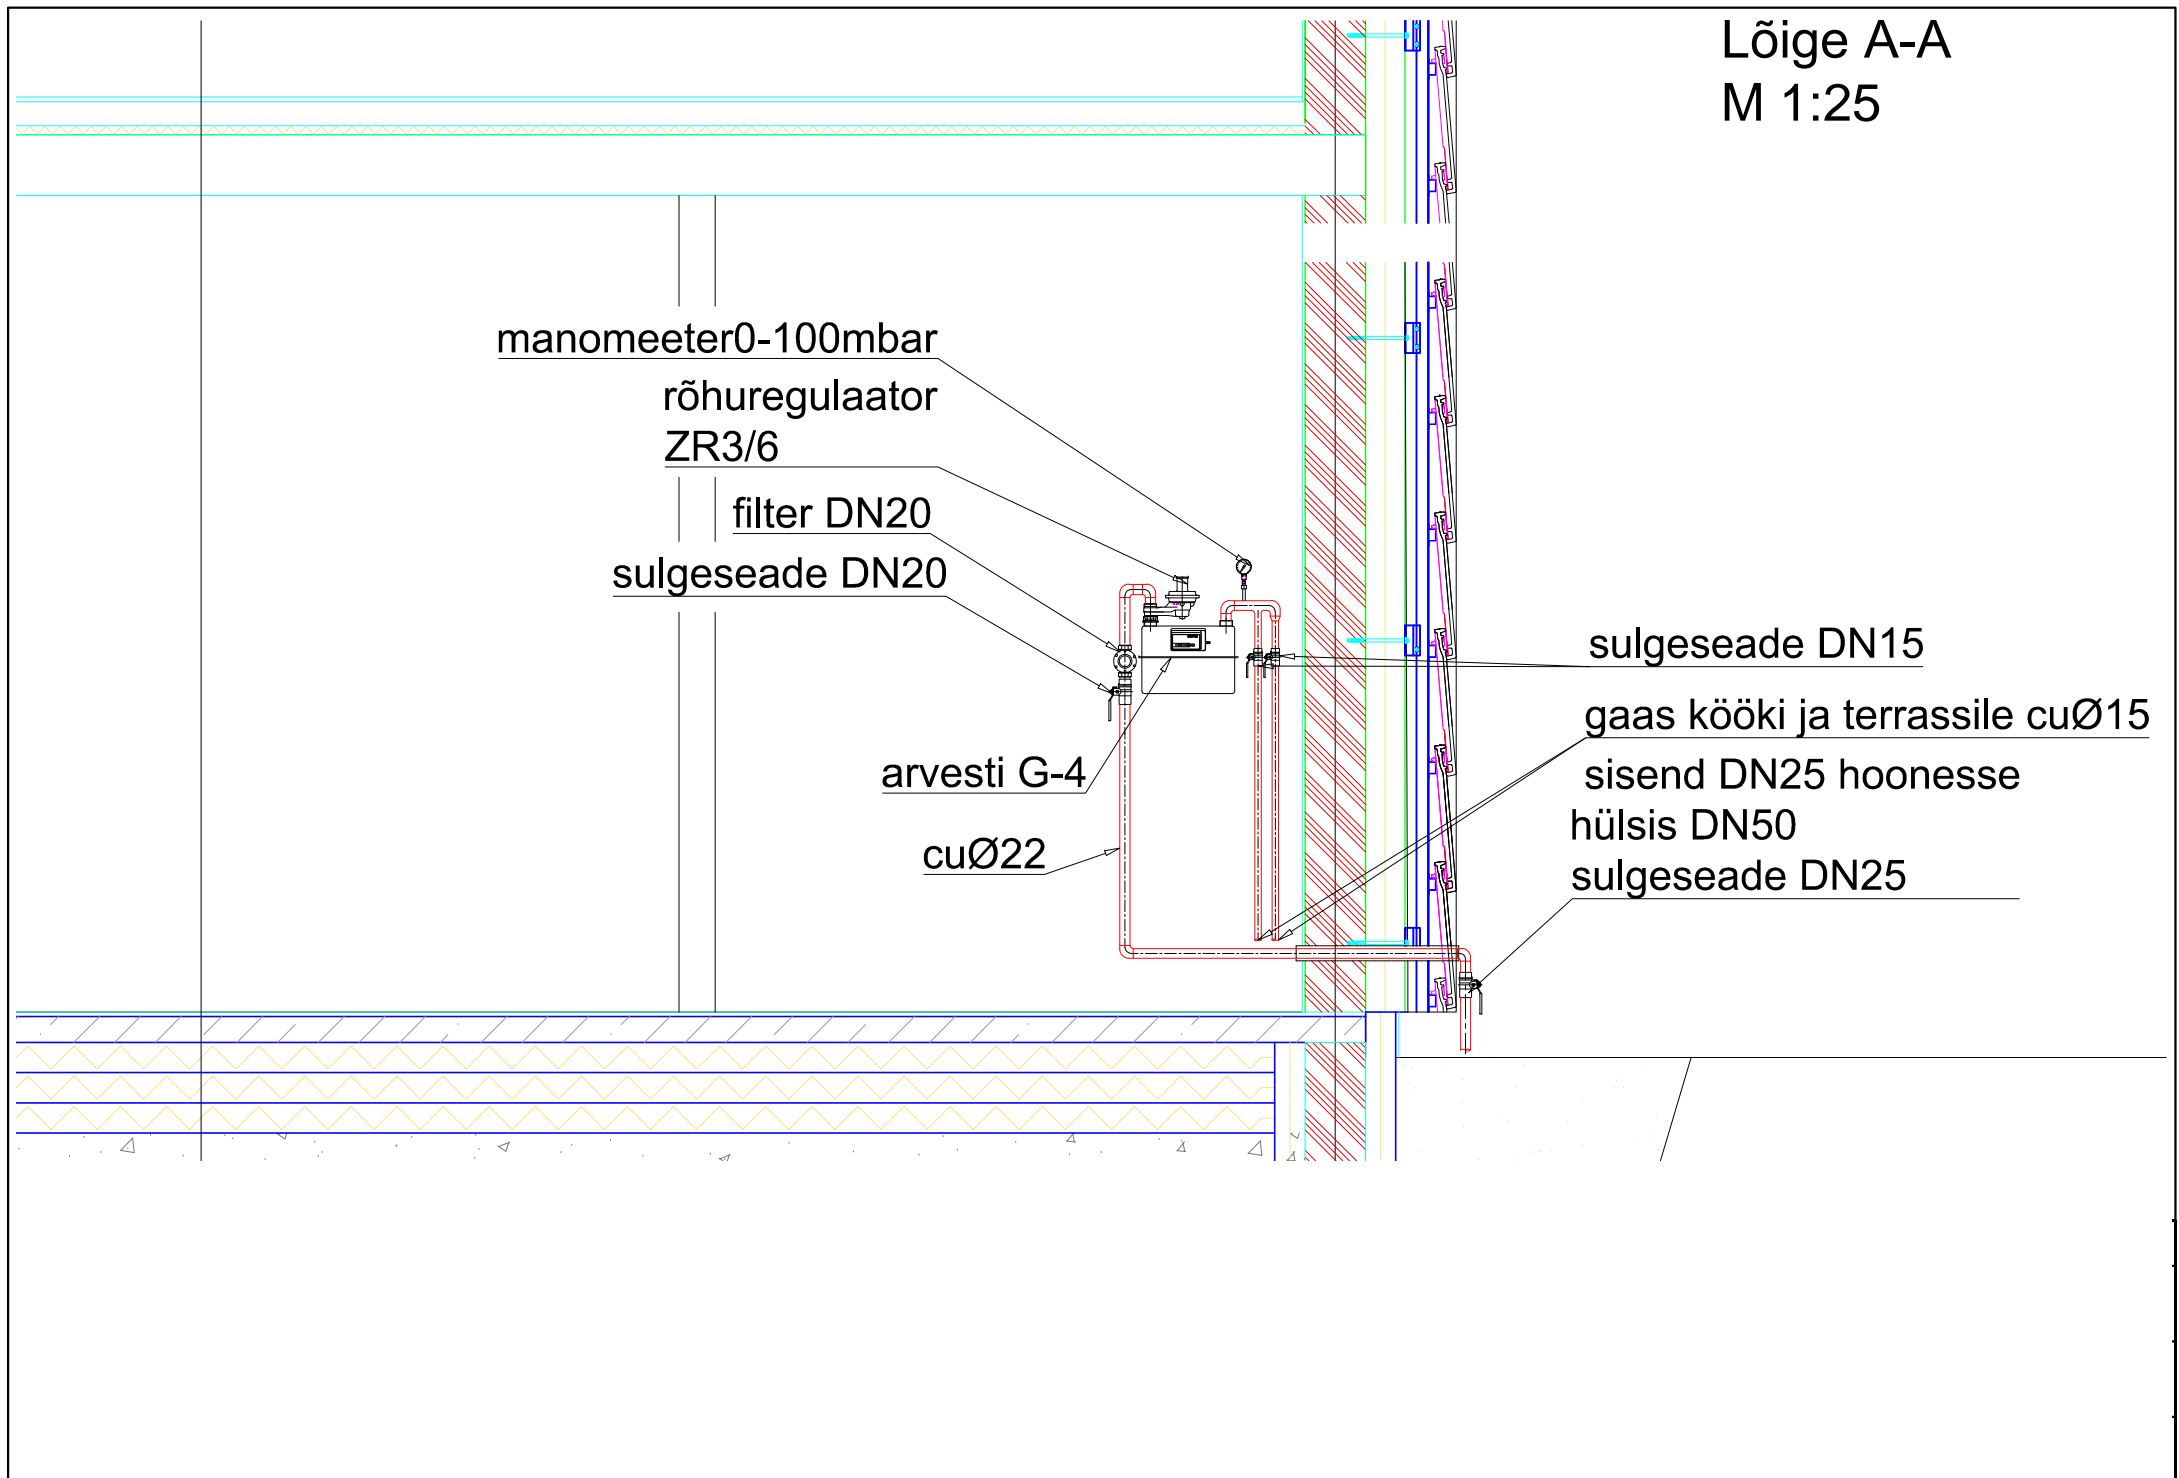 Lõige A-A
M 1:25
manomeeter0-100mbar
rõhuregulaator
ZR3/6
filter DN20
sulgeseade DN20
arvesti G-4
cuØ22
sulgeseade DN15
gaas kööki ja terrassile cuØ15
sisend DN25 hoonesse
hülsis DN50
sulgeseade DN25